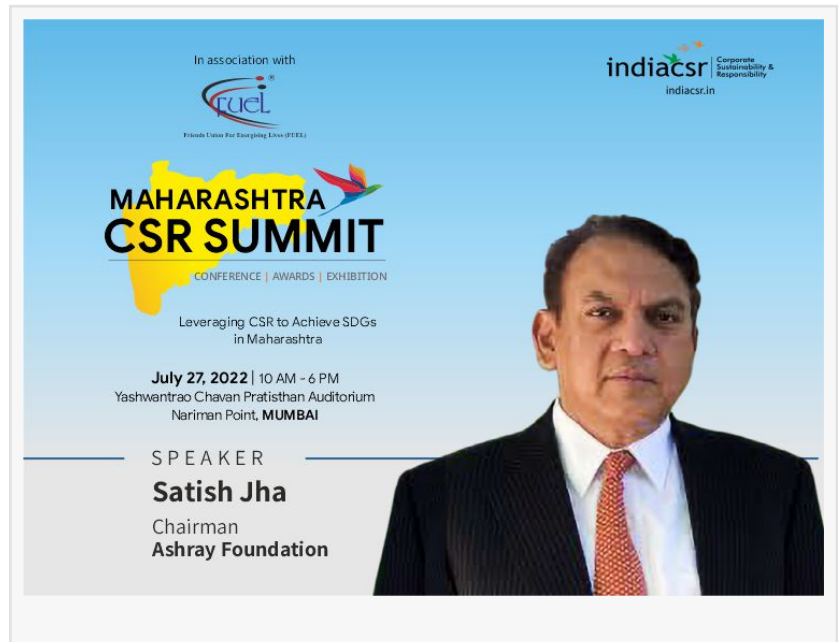 In association with
FUEL
®
Friends Union For Energising Lives (FUEL)
indiacsr
Corporate
Sustainability &
Responsibility
indiacsr.in
MAHARASHTRA
CSR SUMMIT
CONFERENCE | AWARDS | EXHIBITION
Leveraging CSR to Achieve SDGs
in Maharashtra
July 27, 2022 | 10 AM - 6 PM
Yashwantrao Chavan Pratisthan Auditorium
Nariman Point, MUMBAI
SPEAKER
Satish Jha
Chairman
Ashray Foundation